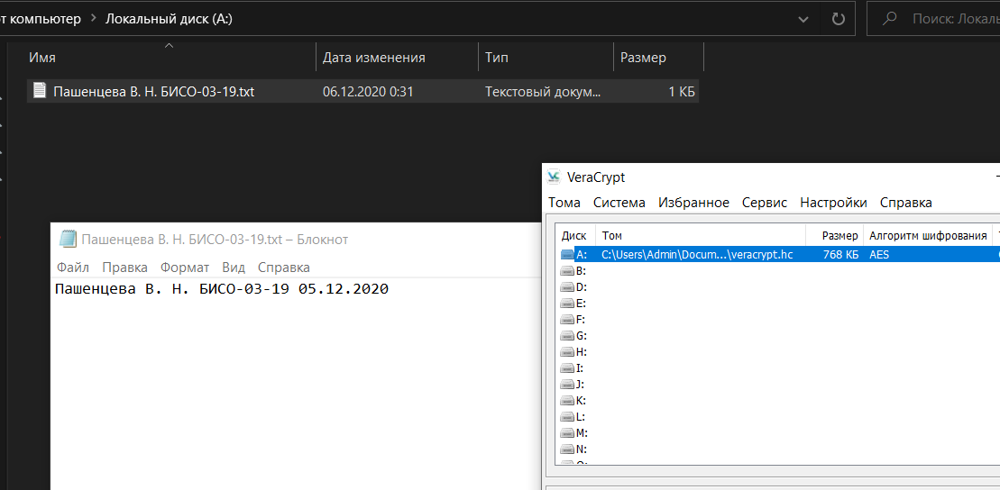 от компьютер > Локальный диск (A:)
Поиск: Локаль
Имя Дата изменения Тип Размер
Пашенцева В. Н. БИСО-03-19.txt 06.12.2020 0:31 Текстовый докум... 1 КБ
VeraCrypt
Тома Система Избранное Сервис Настройки Справка
Диск Том Размер Алгоритм шифрования
A: C:\Users\Admin\Docum...\veracrypt.hc 768 КБ AES
B:
D:
E:
F:
G:
H:
I:
J:
K:
L:
M:
N:
Пашенцева В. Н. БИСО-03-19.txt – Блокнот
Файл Правка Формат Вид Справка
Пашенцева В. Н. БИСО-03-19 05.12.2020